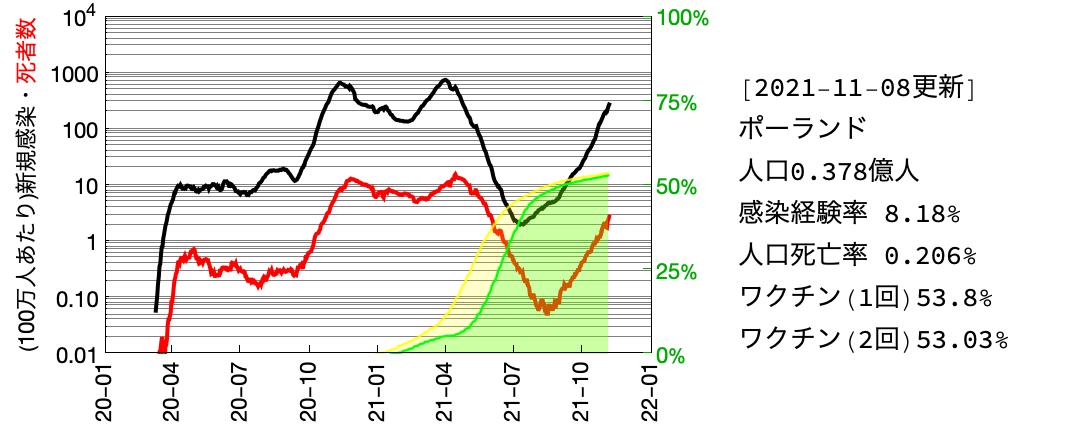 (100万人あたり)新規感染・死者数
10⁴
1000
100
10
1
0.10
0.01
100%
75%
50%
25%
0%
20-01
20-04
20-07
20-10
21-01
21-04
21-07
21-10
22-01
[2021-11-08更新]
ポーランド
人口0.378億人
感染経験率 8.18%
人口死亡率 0.206%
ワクチン(1回)53.8%
ワクチン(2回)53.03%